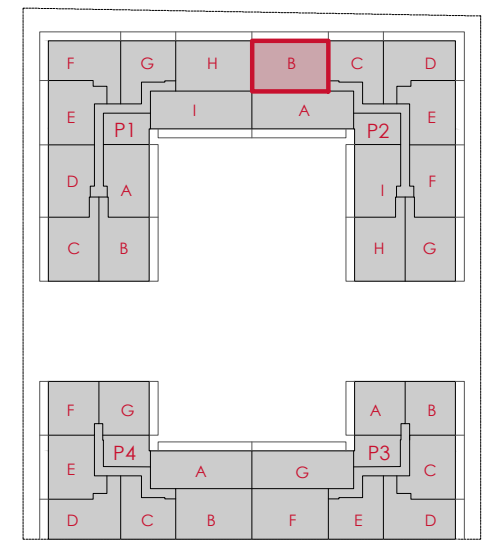 F G H B C D
I A
E P1 P2 E
D A I F
C B H G
F G A B
E P4 P3 C
A G
D C B F E D